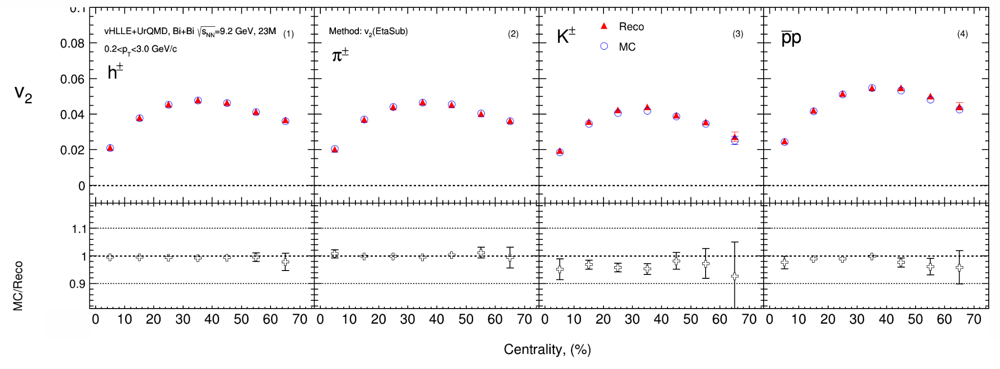 0.1
vHLLE+UrQMD, Bi+Bi √sNN=9.2 GeV, 23M (1)
0.2<pT<3.0 GeV/c
h±
Method: v2(EtaSub) (2)
π±
K± (3)
Reco
MC
p̅p (4)
0.08
0.06
0.04
0.02
0
v2
1.1
1
0.9
MC/Reco
0 10 20 30 40 50 60 70 0 10 20 30 40 50 60 70 0 10 20 30 40 50 60 70 0 10 20 30 40 50 60 70
Centrality, (%)